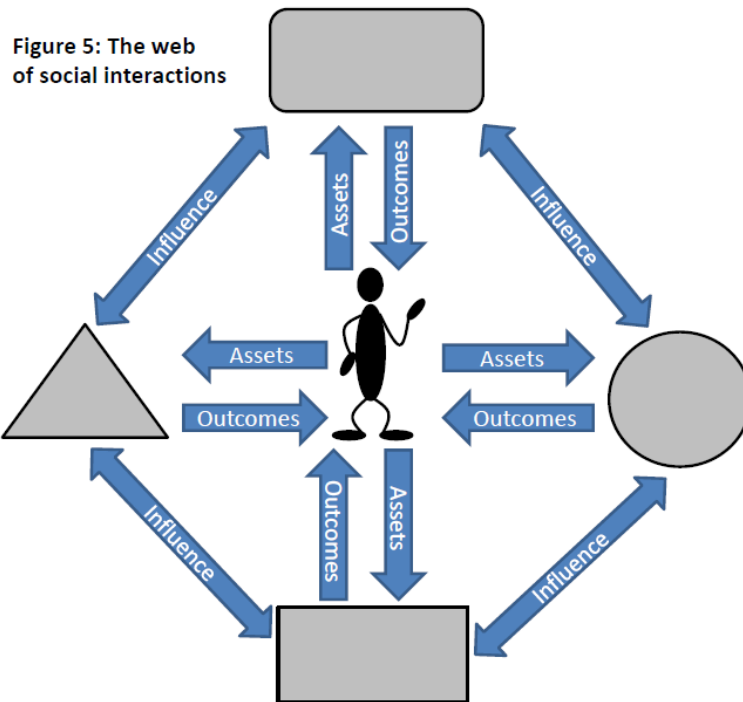 Figure 5: The web
of social interactions
Assets
Outcomes
Influence
Influence
Assets
Outcomes
Assets
Outcomes
Outcomes
Assets
Influence
Influence